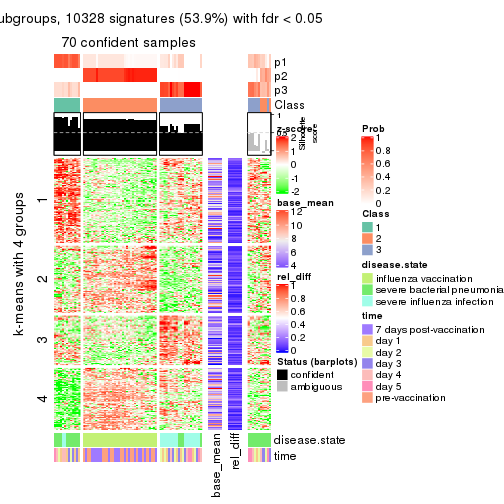 ubgroups, 10328 signatures (53.9%) with fdr < 0.05
70 confident samples
p1
p2
p3
Class
1
0.5
0
Silhouette
score
k-means with 4 groups
1
2
3
4
disease.state
time
base_mean
rel_diff
z-score
2
1
0
-1
-2
base_mean
12
10
8
6
4
rel_diff
1
0.8
0.6
0.4
0.2
0
Status (barplots)
confident
ambiguous
Prob
1
0.8
0.6
0.4
0.2
0
Class
1
2
3
disease.state
influenza vaccination
severe bacterial pneumonia
severe influenza infection
time
7 days post-vaccination
day 1
day 2
day 3
day 4
day 5
pre-vaccination